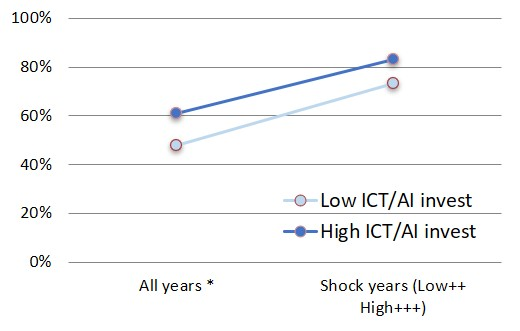 100%
80%
60%
40%
20%
0%
Low ICT/AI invest
High ICT/AI invest
All years *
Shock years (Low++
High+++)